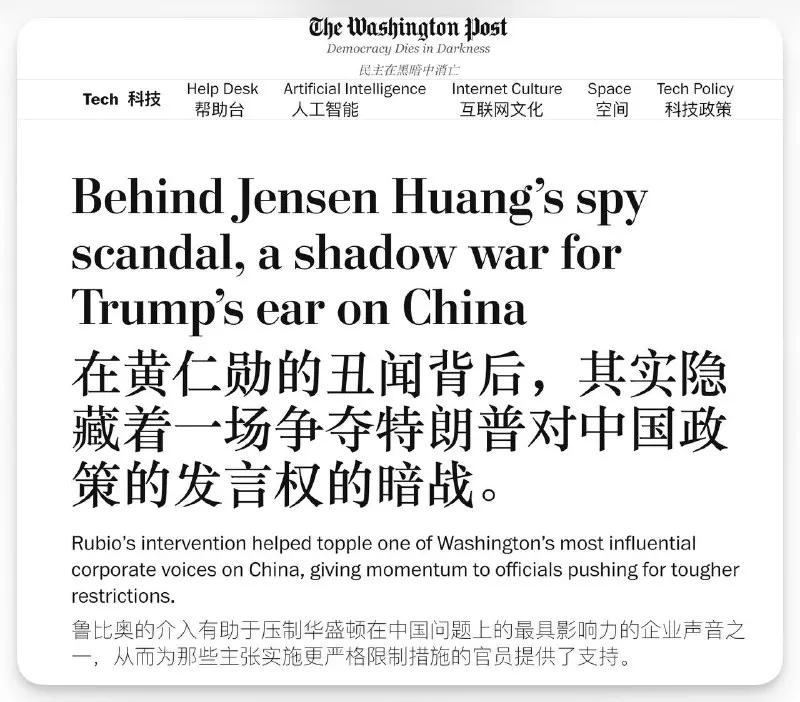 The Washington Post
Democracy Dies in Darkness
民主在黑暗中消亡
Tech 科技 Help Desk Artificial Intelligence Internet Culture Space Tech Policy
帮助台 人工智能 互联网文化 空间 科技政策
Behind Jensen Huang’s spy
scandal, a shadow war for
Trump’s ear on China
在黄仁勋的丑闻背后，其实隐
藏着一场争夺特朗普对中国政
策的发言权的暗战。
Rubio’s intervention helped topple one of Washington’s most influential
corporate voices on China, giving momentum to officials pushing for tougher
restrictions.
鲁比奥的介入有助于压制华盛顿在中国问题上的最具影响力的企业声音之
一，从而为那些主张实施更严格限制措施的官员提供了支持。